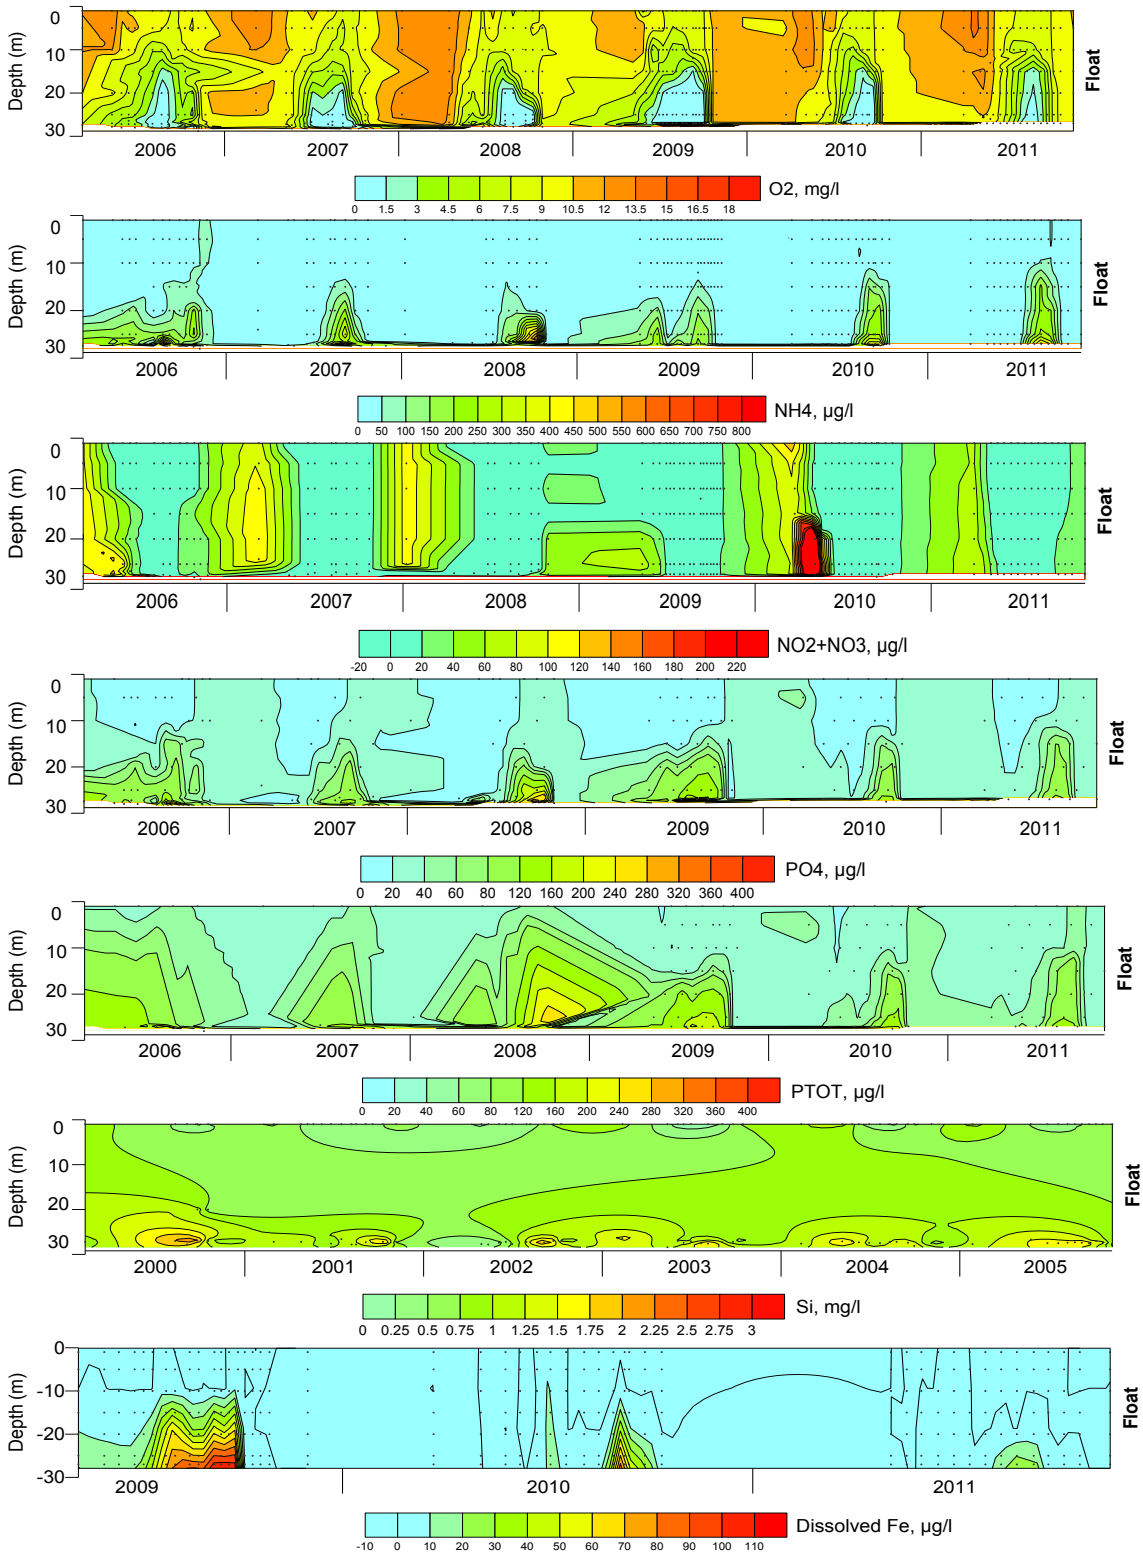 0
10
20
30
Depth (m)
Float
2006 2007 2008 2009 2010 2011
O2, mg/l
0 1.5 3 4.5 6 7.5 9 10.5 12 13.5 15 16.5 18
0
10
20
30
Depth (m)
Float
2006 2007 2008 2009 2010 2011
NH4, µg/l
0 50 100 150 200 250 300 350 400 450 500 550 600 650 700 750 800
0
10
20
30
Depth (m)
Float
2006 2007 2008 2009 2010 2011
NO2+NO3, µg/l
-20 0 20 40 60 80 100 120 140 160 180 200 220
0
10
20
30
Depth (m)
Float
2006 2007 2008 2009 2010 2011
PO4, µg/l
0 20 40 60 80 120 160 200 240 280 320 360 400
0
10
20
30
Depth (m)
Float
2006 2007 2008 2009 2010 2011
PTOT, µg/l
0 20 40 60 80 120 160 200 240 280 320 360 400
0
10
20
30
Depth (m)
Float
2000 2001 2002 2003 2004 2005
Si, mg/l
0 0.25 0.5 0.75 1 1.25 1.5 1.75 2 2.25 2.5 2.75 3
0
-10
-20
-30
Depth (m)
Float
2009 2010 2011
Dissolved Fe, µg/l
-10 0 10 20 30 40 50 60 70 80 90 100 110